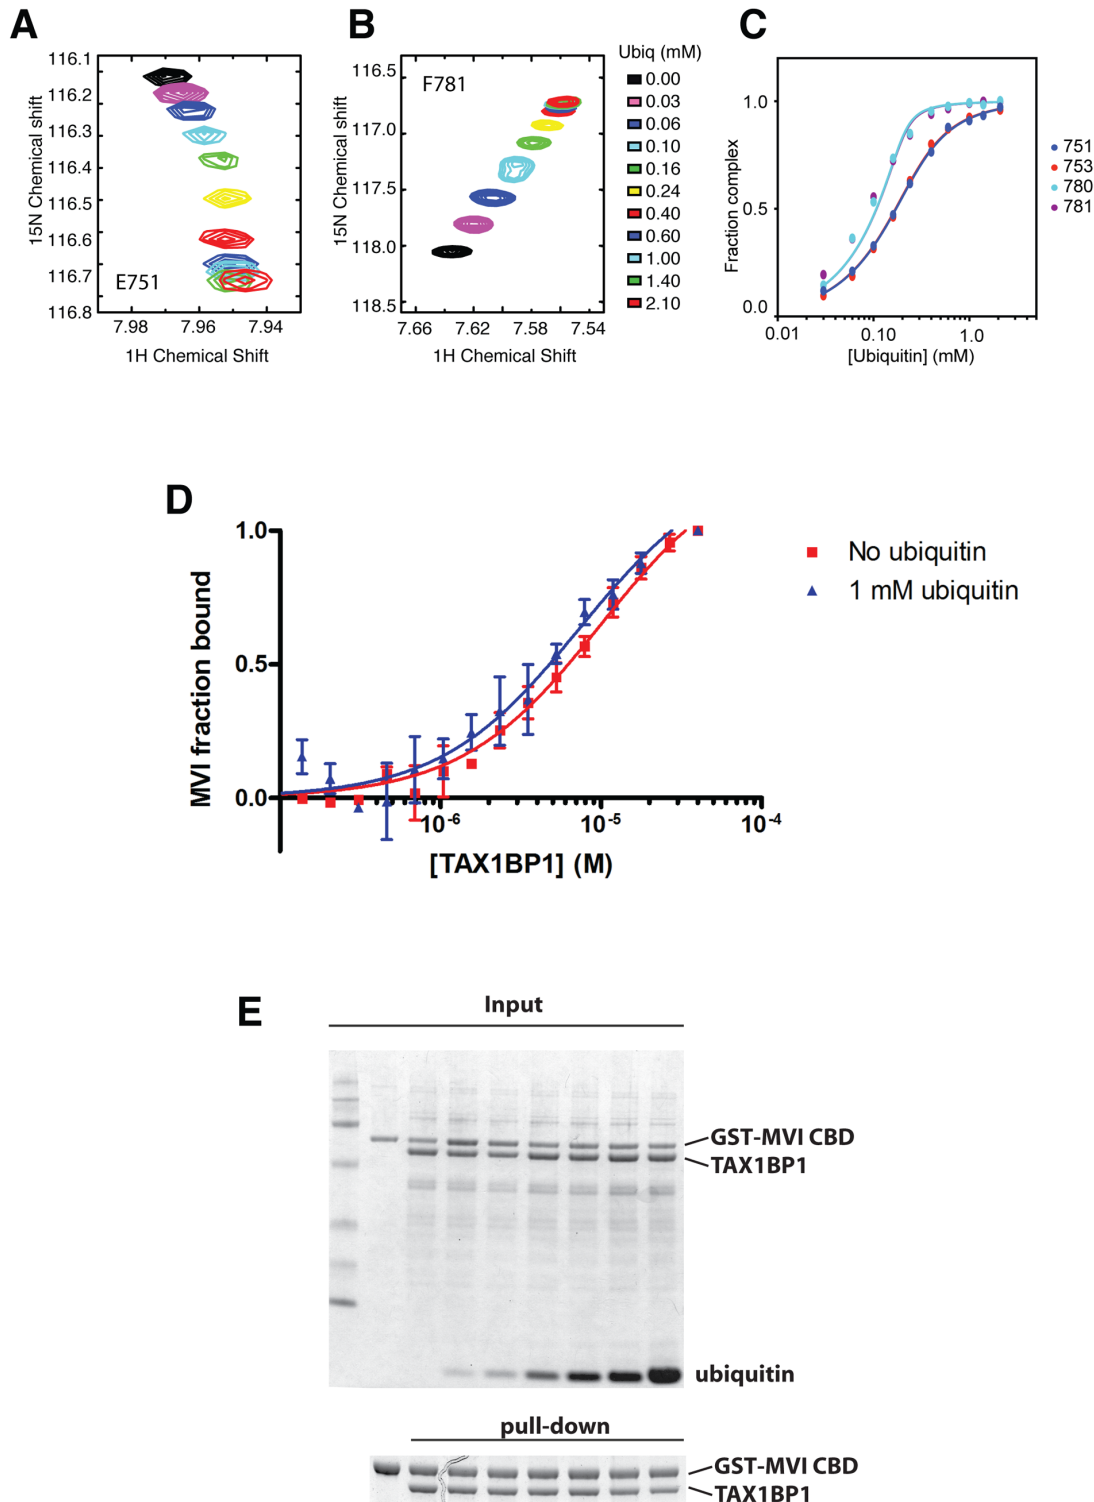 A
116.1
116.2
116.3
116.4
116.5
116.6
116.7
116.8
15N Chemical shift
E751
7.98
7.96
7.94
1H Chemical Shift
B
116.5
117.0
117.5
118.0
118.5
15N Chemical shift
F781
7.66
7.62
7.58
7.54
1H Chemical Shift
Ubiq (mM)
0.00
0.03
0.06
0.10
0.16
0.24
0.40
0.60
1.00
1.40
2.10
C
1.0
0.5
0.0
Fraction complex
0.01
0.10
1.0
[Ubiquitin] (mM)
751
753
780
781
D
1.0
0.5
0.0
MVI fraction bound
10-6
10-5
10-4
[TAX1BP1] (M)
No ubiquitin
1 mM ubiquitin
E
Input
GST-MVI CBD
TAX1BP1
ubiquitin
pull-down
GST-MVI CBD
TAX1BP1